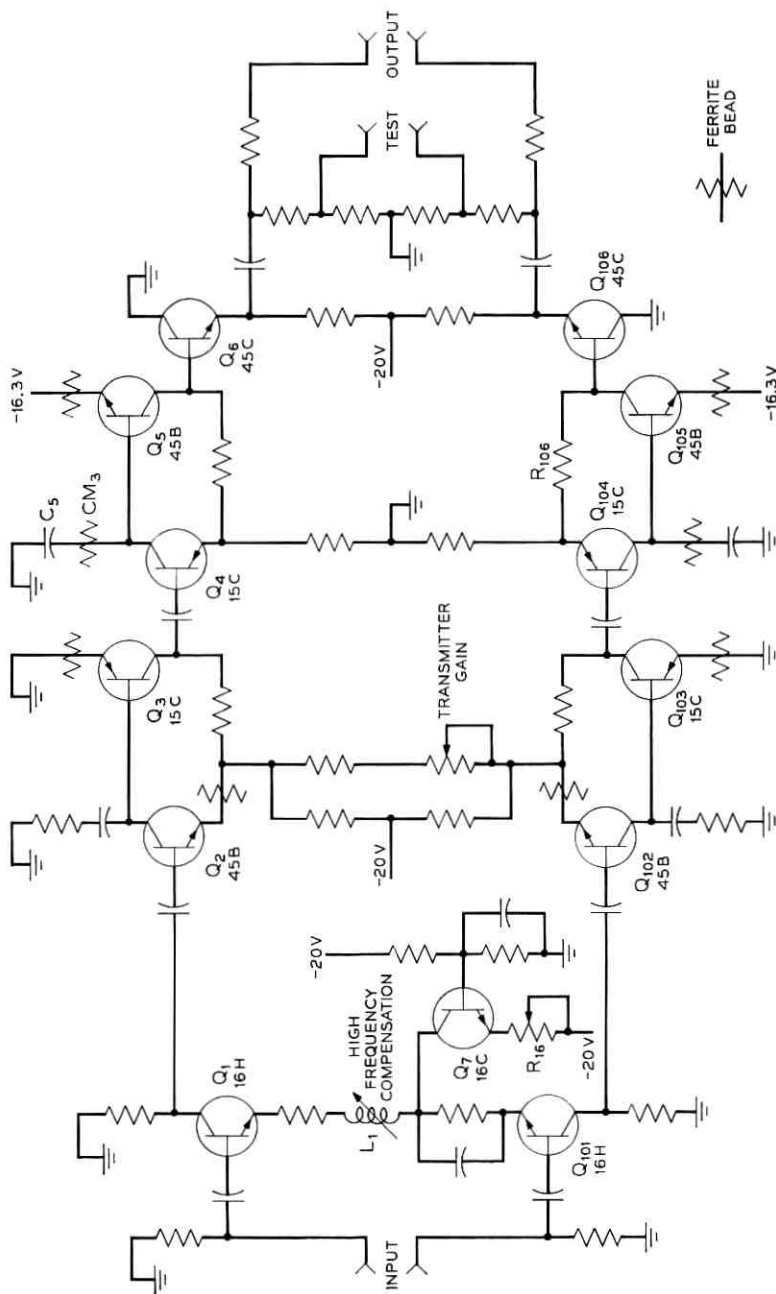 INPUT
Q1
16H
HIGH
FREQUENCY
COMPENSATION
L1
Q101
16H
-20V
Q7
16C
R16
-20V
Q2
45B
Q3
15C
-20V
TRANSMITTER
GAIN
Q102
45B
Q103
15C
C5
CM3
Q4
15C
-16.3V
Q5
45B
R106
Q104
15C
Q105
45B
-16.3V
Q6
45C
-20V
Q106
45C
TEST
OUTPUT
FERRITE
BEAD